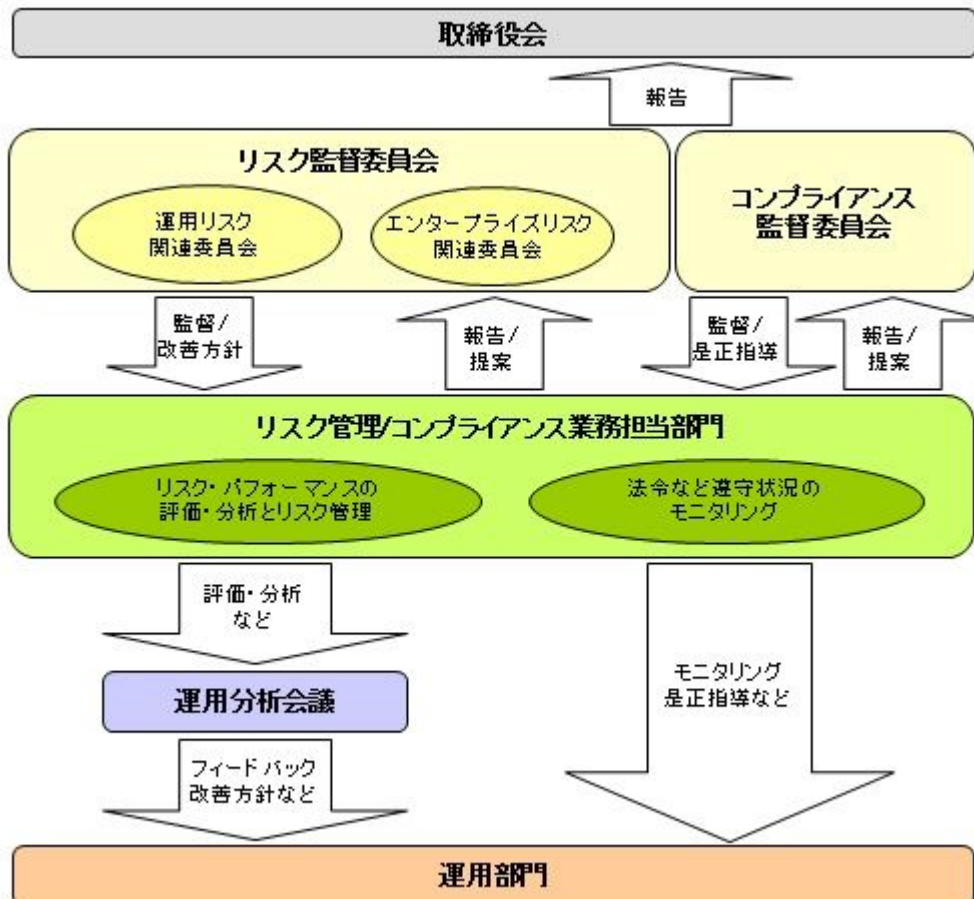 取締役会
報告
リスク監督委員会
運用リスク
関連委員会
エンタープライズリスク
関連委員会
コンプライアンス
監督委員会
監督/
改善方針
報告/
提案
監督/
是正指導
報告/
提案
リスク管理/コンプライアンス業務担当部門
リスク・パフォーマンスの
評価・分析とリスク管理
法令など遵守状況の
モニタリング
評価・分析
など
運用分析会議
モニタリング
是正指導など
フィードバック
改善方針など
運用部門